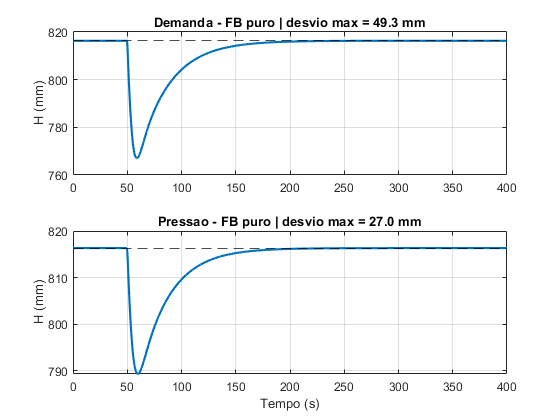 Demanda - FB puro | desvio max = 49.3 mm
820
800
780
760
H (mm)
0 50 100 150 200 250 300 350 400
Pressao - FB puro | desvio max = 27.0 mm
820
810
800
790
H (mm)
0 50 100 150 200 250 300 350 400
Tempo (s)